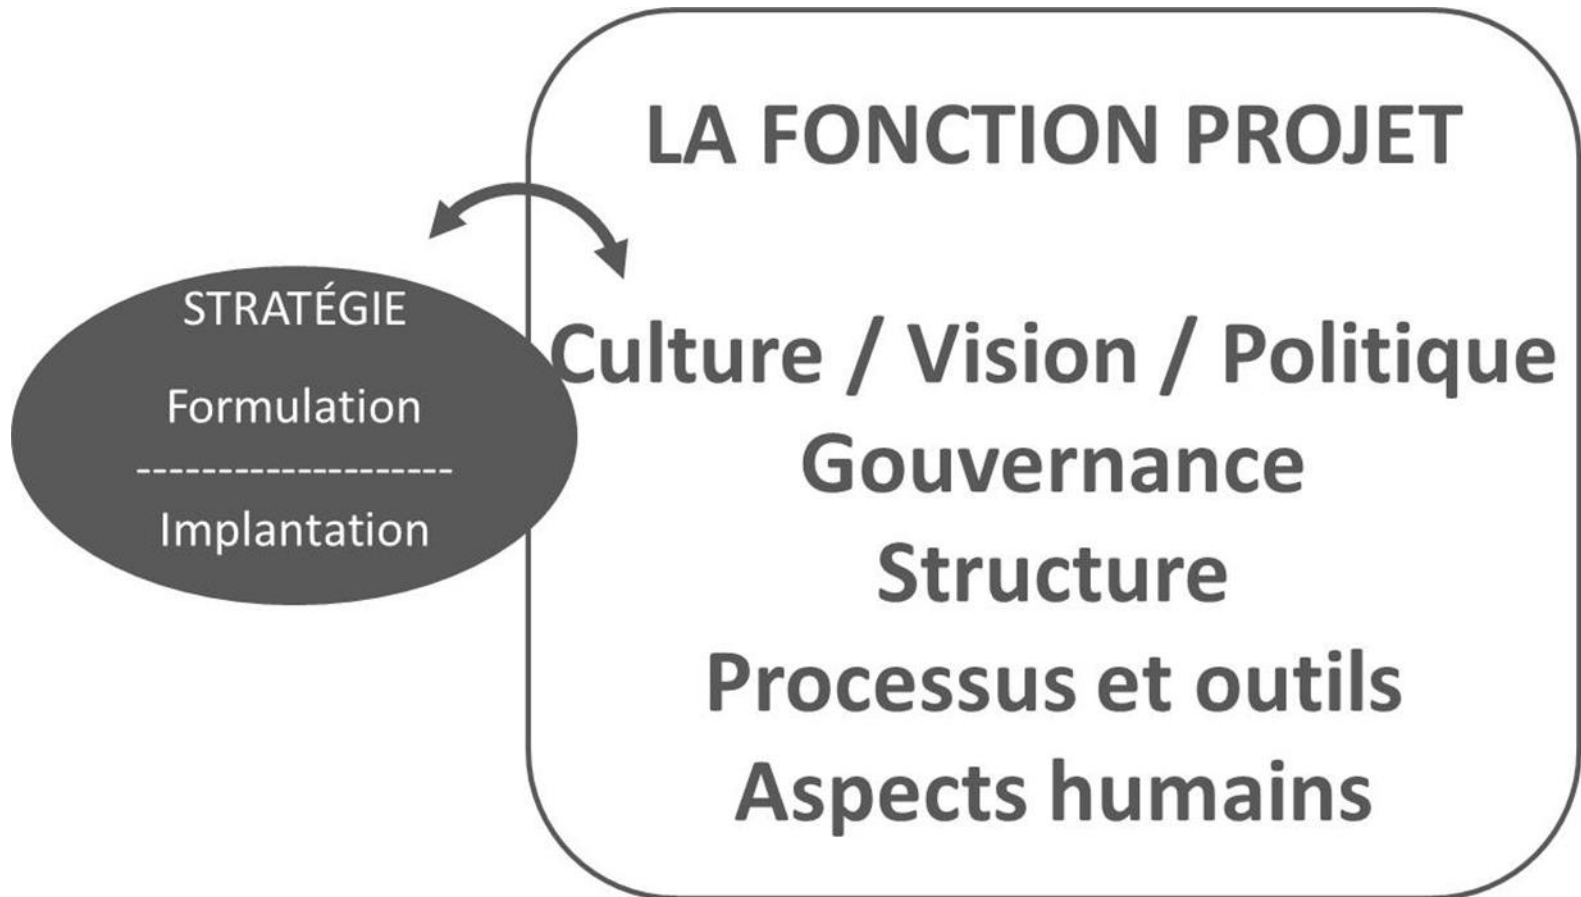 LA FONCTION PROJET
STRATÉGIE
Formulation
--------------------
Implantation
Culture / Vision / Politique
Gouvernance
Structure
Processus et outils
Aspects humains